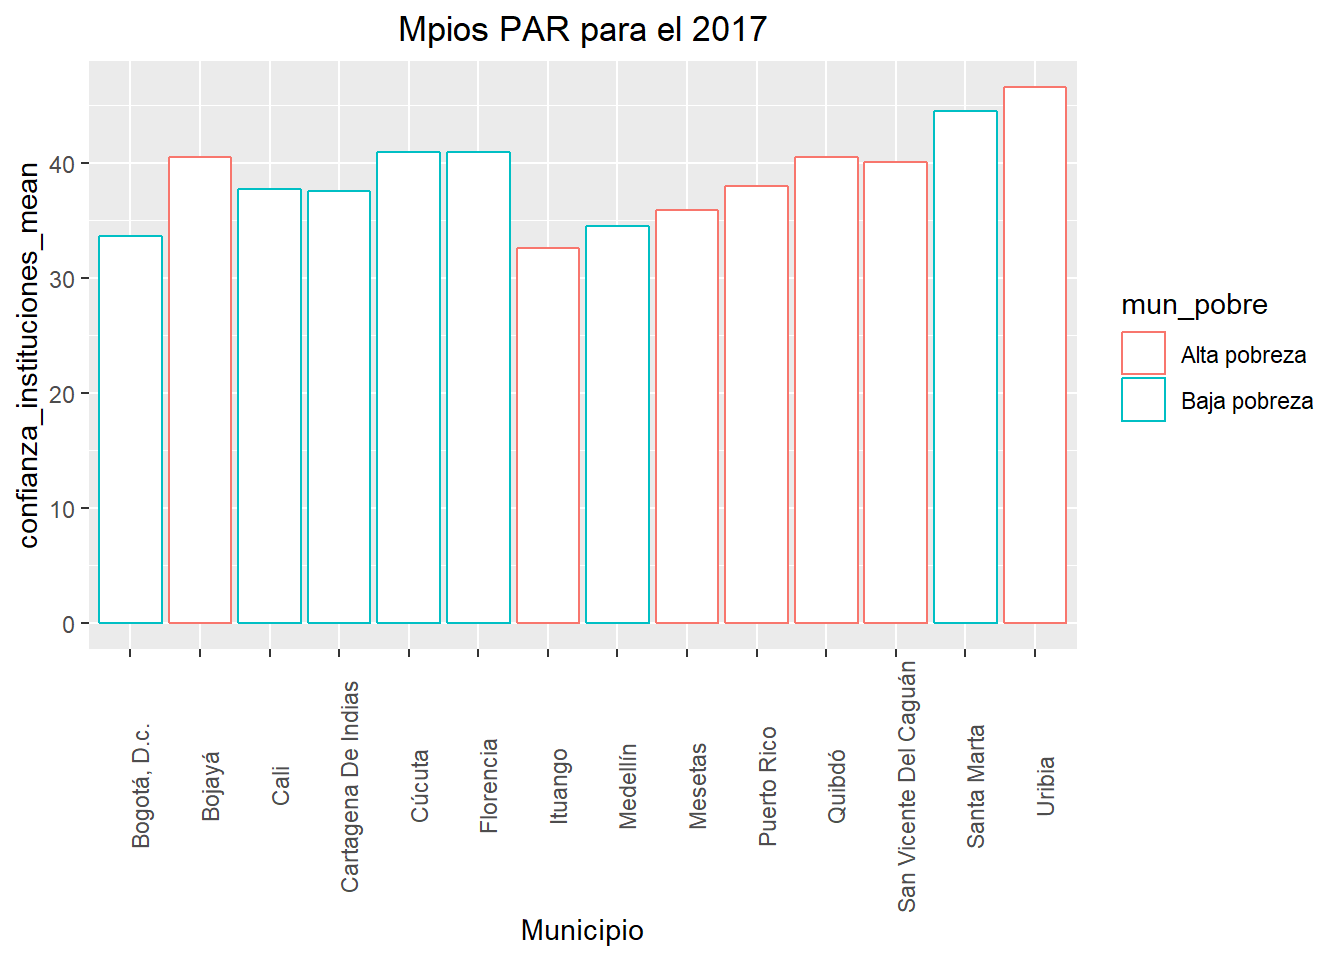 Mpios PAR para el 2017
confianza_instituciones_mean
40
30
20
10
0
Bogotá, D.c.
Bojayá
Cali
Cartagena De Indias
Cúcuta
Florencia
Ituango
Medellín
Mesetas
Puerto Rico
Quibdó
San Vicente Del Caguán
Santa Marta
Uribia
Municipio
mun_pobre
Alta pobreza
Baja pobreza